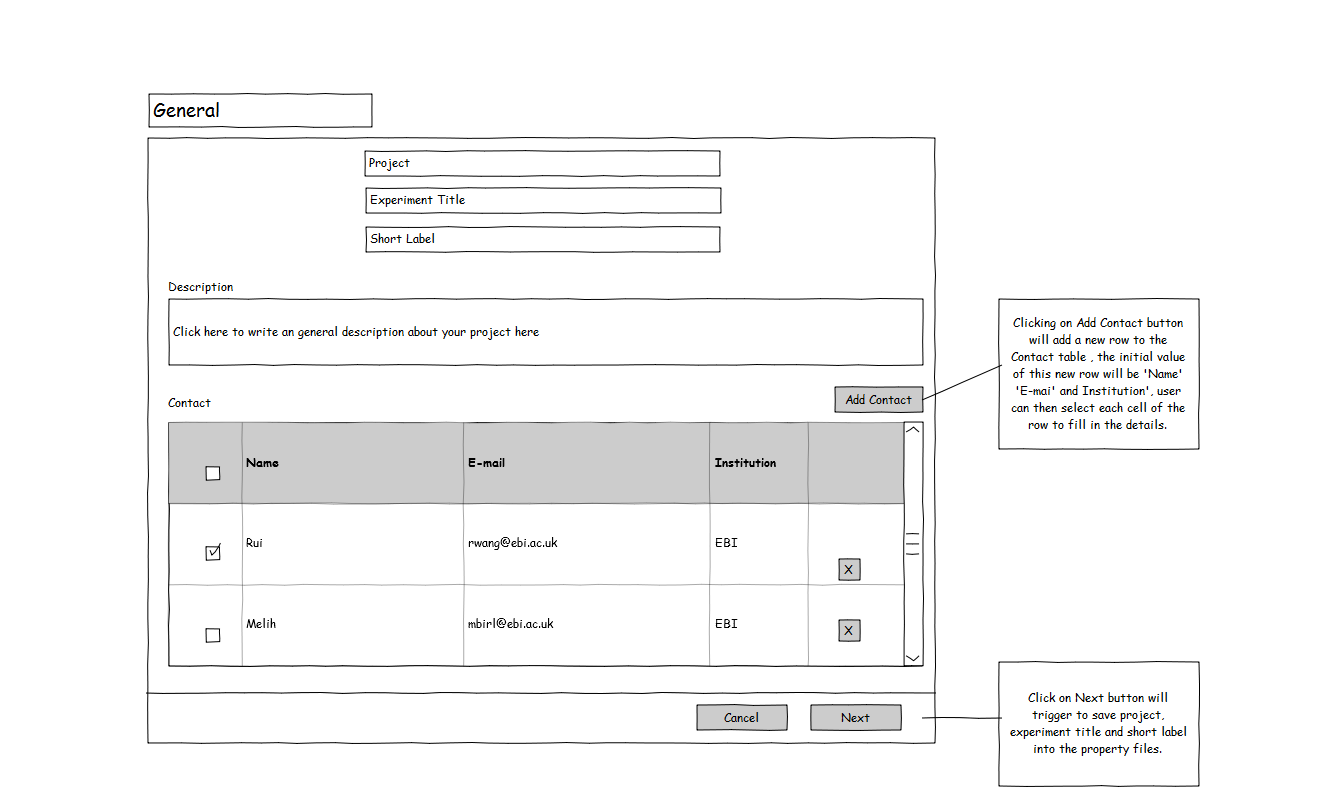 General
Project
Experiment Title
Short Label
Description
Click here to write an general description about your project here
Clicking on Add Contact button
will add a new row to the
Contact table , the initial value
of this new row will be 'Name'
'E-mai' and Institution', user
can then select each cell of the
row to fill in the details.
Contact
Add Contact
Name E-mail Institution
Rui rwang@ebi.ac.uk EBI
X
Melih mbirl@ebi.ac.uk EBI
X
Cancel Next
Click on Next button will
trigger to save project,
experiment title and short label
into the property files.